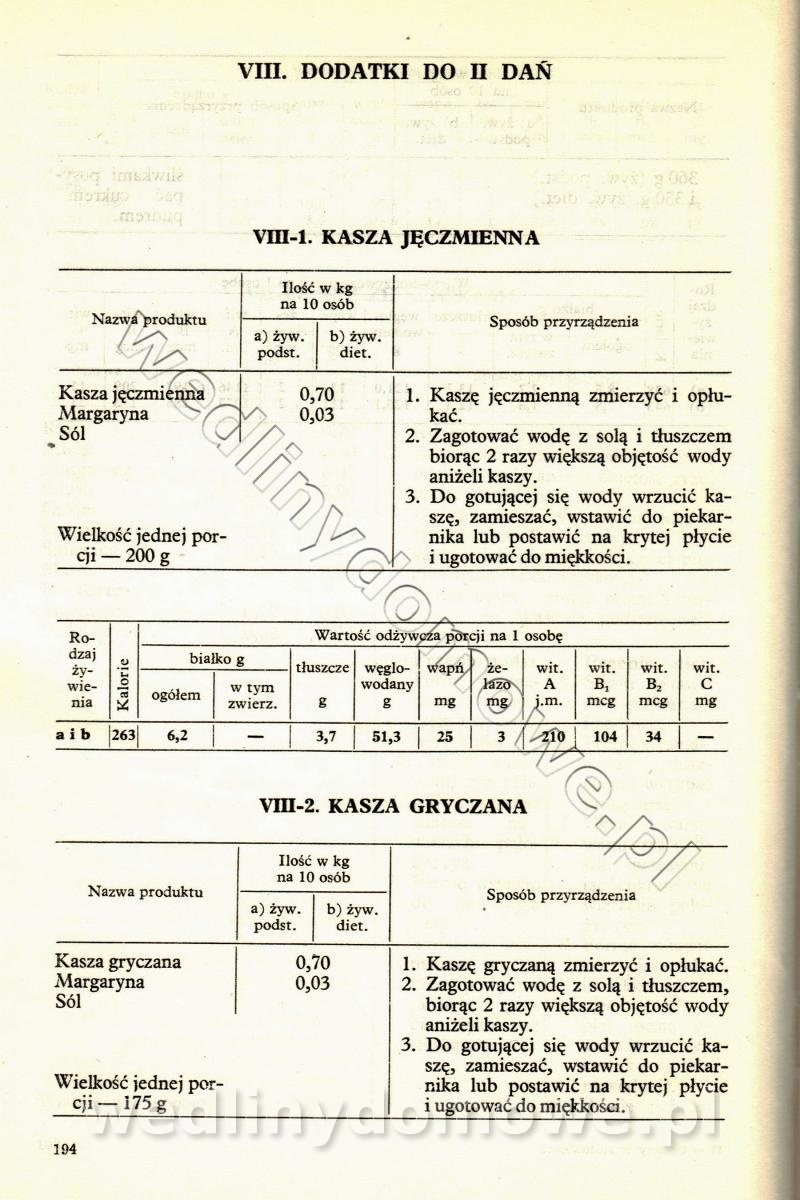 VIII. DODATKI DO II DAŃ
VIII-1. KASZA JĘCZMIENNA
Nazwa produktu
Ilość w kg
na 10 osób
a) żyw.
podst.
b) żyw.
diet.
Sposób przyrządzenia
Kasza jęczmienna 0,70
Margaryna 0,03
Sól
Wielkość jednej por-
cji — 200 g
1. Kaszę jęczmienną zmierzyć i opłu-
kać.
2. Zagotować wodę z solą i tłuszczem
biorąc 2 razy większą objętość wody
aniżeli kaszy.
3. Do gotującej się wody wrzucić ka-
szę, zamieszać, wstawić do piekar-
nika lub postawić na krytej płycie
i ugotować do miękkości.
Ro-
dzaj
ży-
wie-
nia
Kalorie
Wartość odżywcza porcji na 1 osobę
białko g
ogółem
w tym
zwierz.
tłuszcze
g
węglo-
wodany
g
wapń
mg
że-
lazo
mg
wit.
A
j.m.
wit.
B₁
mcg
wit.
B₂
mcg
wit.
C
mg
a i b 263 6,2 — 3,7 51,3 25 3 210 104 34 —
VIII-2. KASZA GRYCZANA
Nazwa produktu
Ilość w kg
na 10 osób
a) żyw.
podst.
b) żyw.
diet.
Sposób przyrządzenia
Kasza gryczana 0,70
Margaryna 0,03
Sól
Wielkość jednej por-
cji — 175 g
1. Kaszę gryczaną zmierzyć i opłukać.
2. Zagotować wodę z solą i tłuszczem,
biorąc 2 razy większą objętość wody
aniżeli kaszy.
3. Do gotującej się wody wrzucić ka-
szę, zamieszać, wstawić do piekar-
nika lub postawić na krytej płycie
i ugotować do miękkości.
194
wedlinydomowe.pl
wedlinydomowe.pl